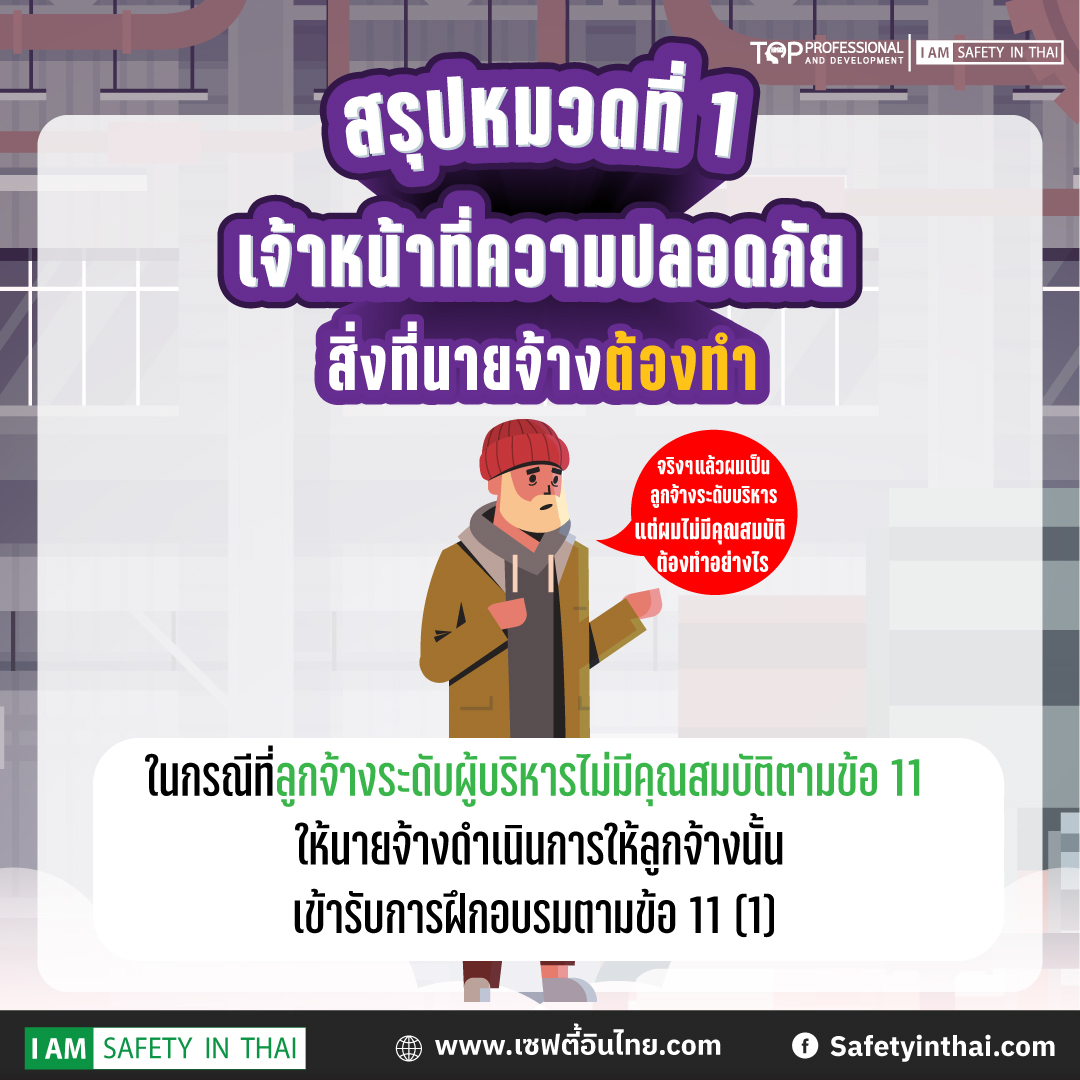 TOP PROFESSIONAL
AND DEVELOPMENT
I AM SAFETY IN THAI
สรุปหมวดที่ 1
เจ้าหน้าที่ความปลอดภัย
สิ่งที่นายจ้างต้องทำ
จริงๆแล้วผมเป็น
ลูกจ้างระดับบริหาร
แต่ผมไม่มีคุณสมบัติ
ต้องทำอย่างไร
ในกรณีที่ลูกจ้างระดับผู้บริหารไม่มีคุณสมบัติตามข้อ 11
ให้นายจ้างดำเนินการให้ลูกจ้างนั้น
เข้ารับการฝึกอบรมตามข้อ 11 (1)
I AM SAFETY IN THAI
www.เซฟตี้อินไทย.com
Safetyinthai.com